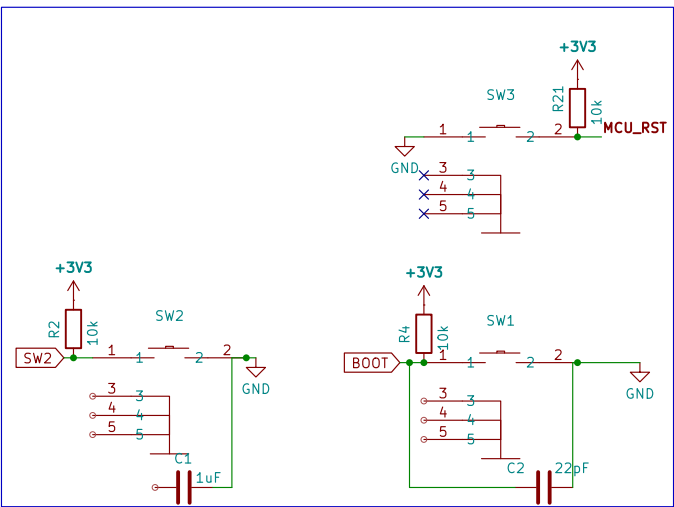 +3V3
SW3
R21
10k
1 1 2 2
MCU_RST
GND
3 3
4 4
5 5
+3V3
R2
10k
SW2
SW2
1 1 2 2
GND
3 3
4 4
5 5
C1
1uF
+3V3
R4
10k
SW1
BOOT
1 1 2 2
GND
3 3
4 4
5 5
C2
22pF